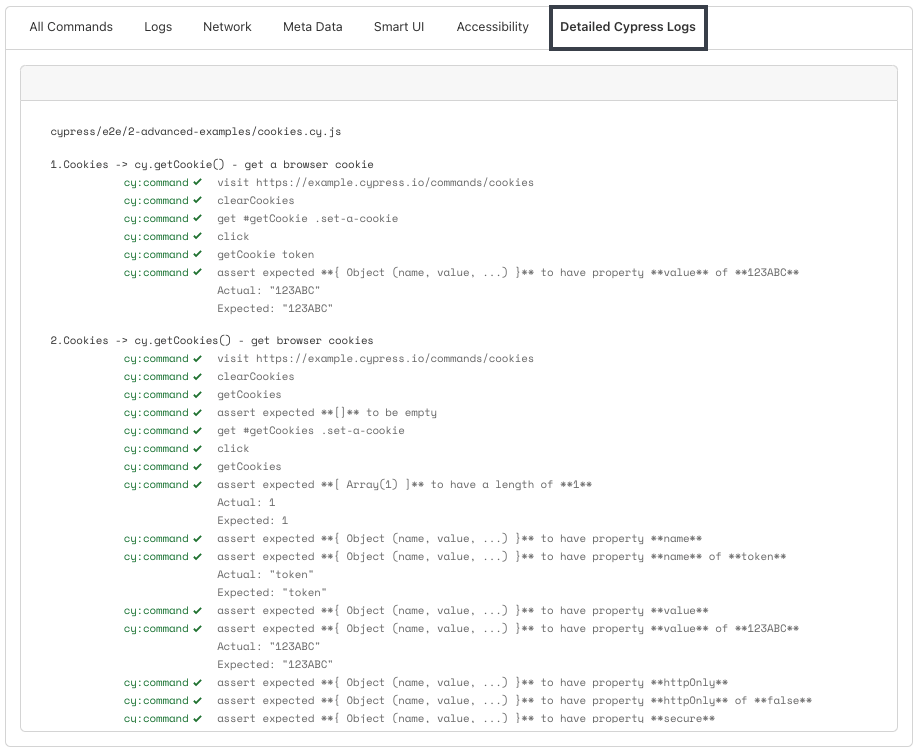 All Commands Logs Network Meta Data Smart UI Accessibility Detailed Cypress Logs
cypress/e2e/2-advanced-examples/cookies.cy.js
1.Cookies -> cy.getCookie() - get a browser cookie
cy:command ✔ visit https://example.cypress.io/commands/cookies
cy:command ✔ clearCookies
cy:command ✔ get #getCookie .set-a-cookie
cy:command ✔ click
cy:command ✔ getCookie token
cy:command ✔ assert expected **{ Object (name, value, ...) }** to have property **value** of **123ABC**
Actual: "123ABC"
Expected: "123ABC"
2.Cookies -> cy.getCookies() - get browser cookies
cy:command ✔ visit https://example.cypress.io/commands/cookies
cy:command ✔ clearCookies
cy:command ✔ getCookies
cy:command ✔ assert expected **[]** to be empty
cy:command ✔ get #getCookies .set-a-cookie
cy:command ✔ click
cy:command ✔ getCookies
cy:command ✔ assert expected **[ Array(1) ]** to have a length of **1**
Actual: 1
Expected: 1
cy:command ✔ assert expected **{ Object (name, value, ...) }** to have property **name**
cy:command ✔ assert expected **{ Object (name, value, ...) }** to have property **name** of **token**
Actual: "token"
Expected: "token"
cy:command ✔ assert expected **{ Object (name, value, ...) }** to have property **value**
cy:command ✔ assert expected **{ Object (name, value, ...) }** to have property **value** of **123ABC**
Actual: "123ABC"
Expected: "123ABC"
cy:command ✔ assert expected **{ Object (name, value, ...) }** to have property **httpOnly**
cy:command ✔ assert expected **{ Object (name, value, ...) }** to have property **httpOnly** of **false**
cy:command ✔ assert expected **{ Object (name, value, ...) }** to have property **secure**